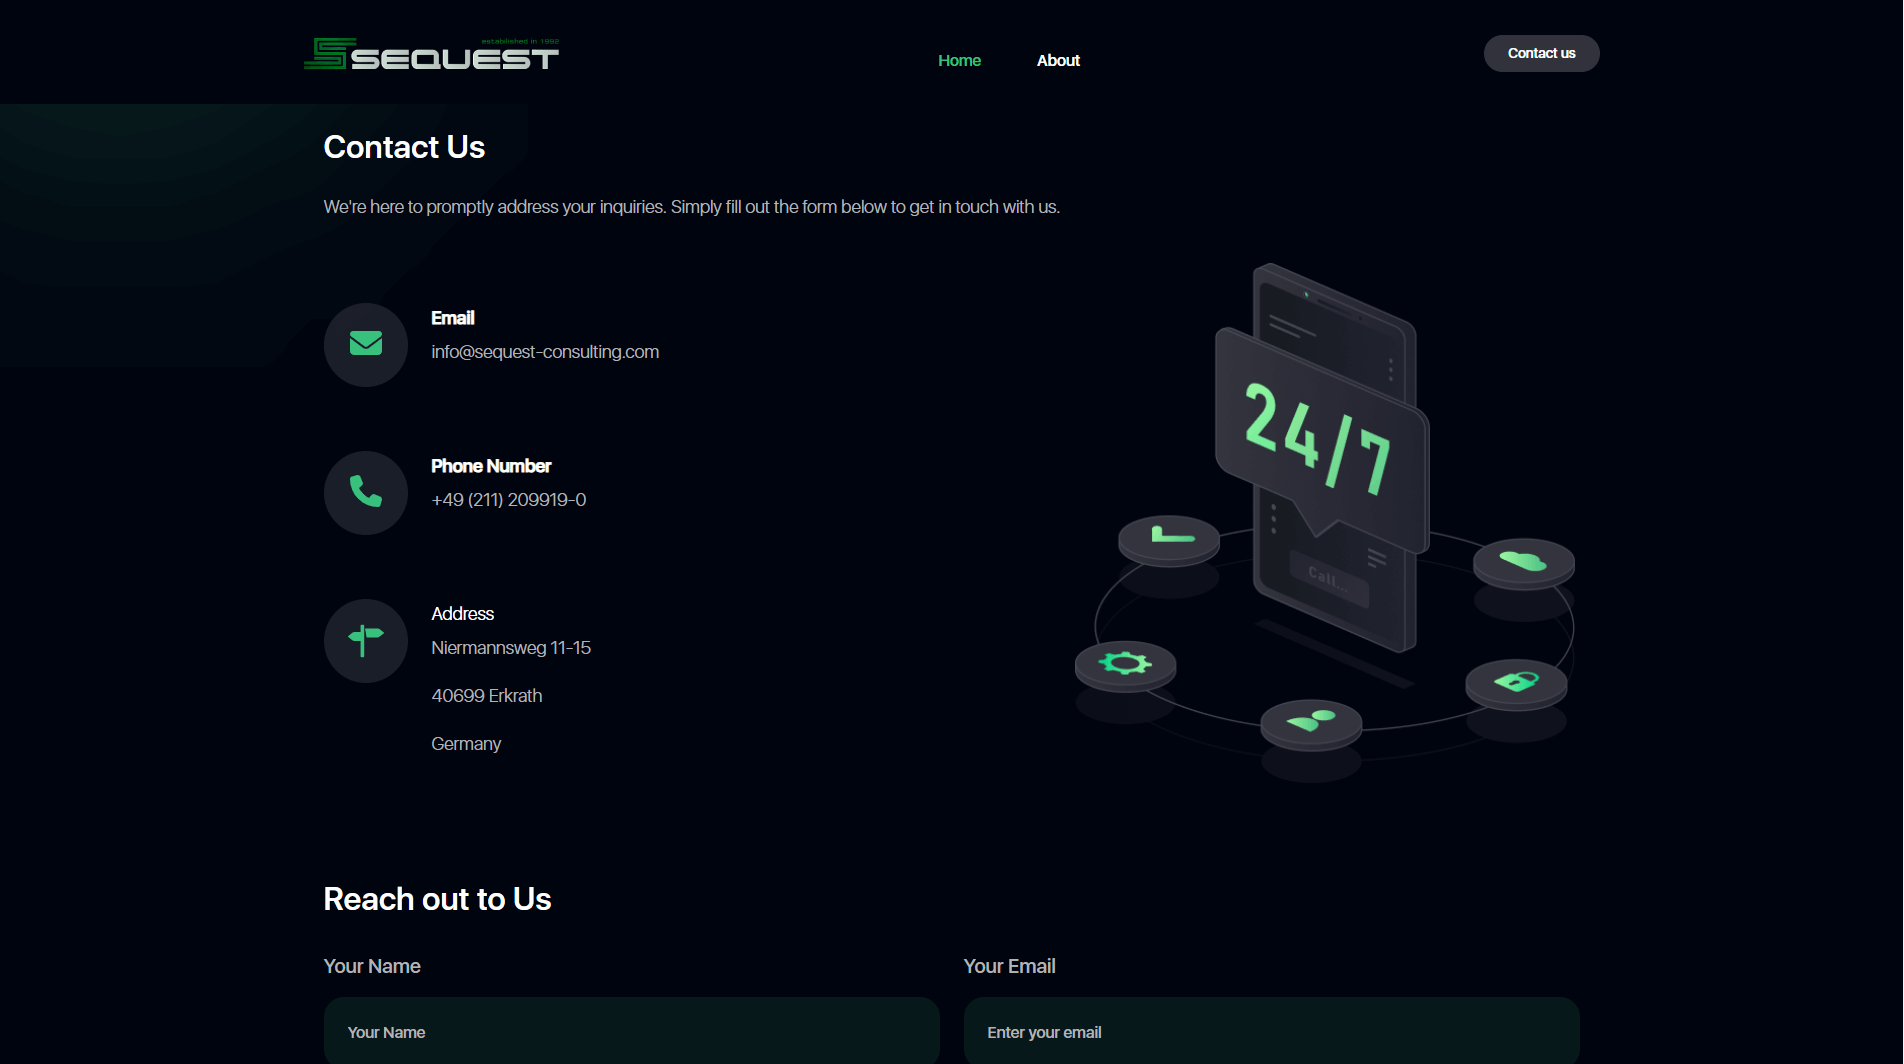 established in 1992
SEQUEST
Home
About
Contact us
Contact Us
We're here to promptly address your inquiries. Simply fill out the form below to get in touch with us.
Email
info@sequest-consulting.com
Phone Number
+49 (211) 209919-0
Address
Niermannsweg 11-15
40699 Erkrath
Germany
24/7
Call...
Reach out to Us
Your Name
Your Email
Your Name
Enter your email